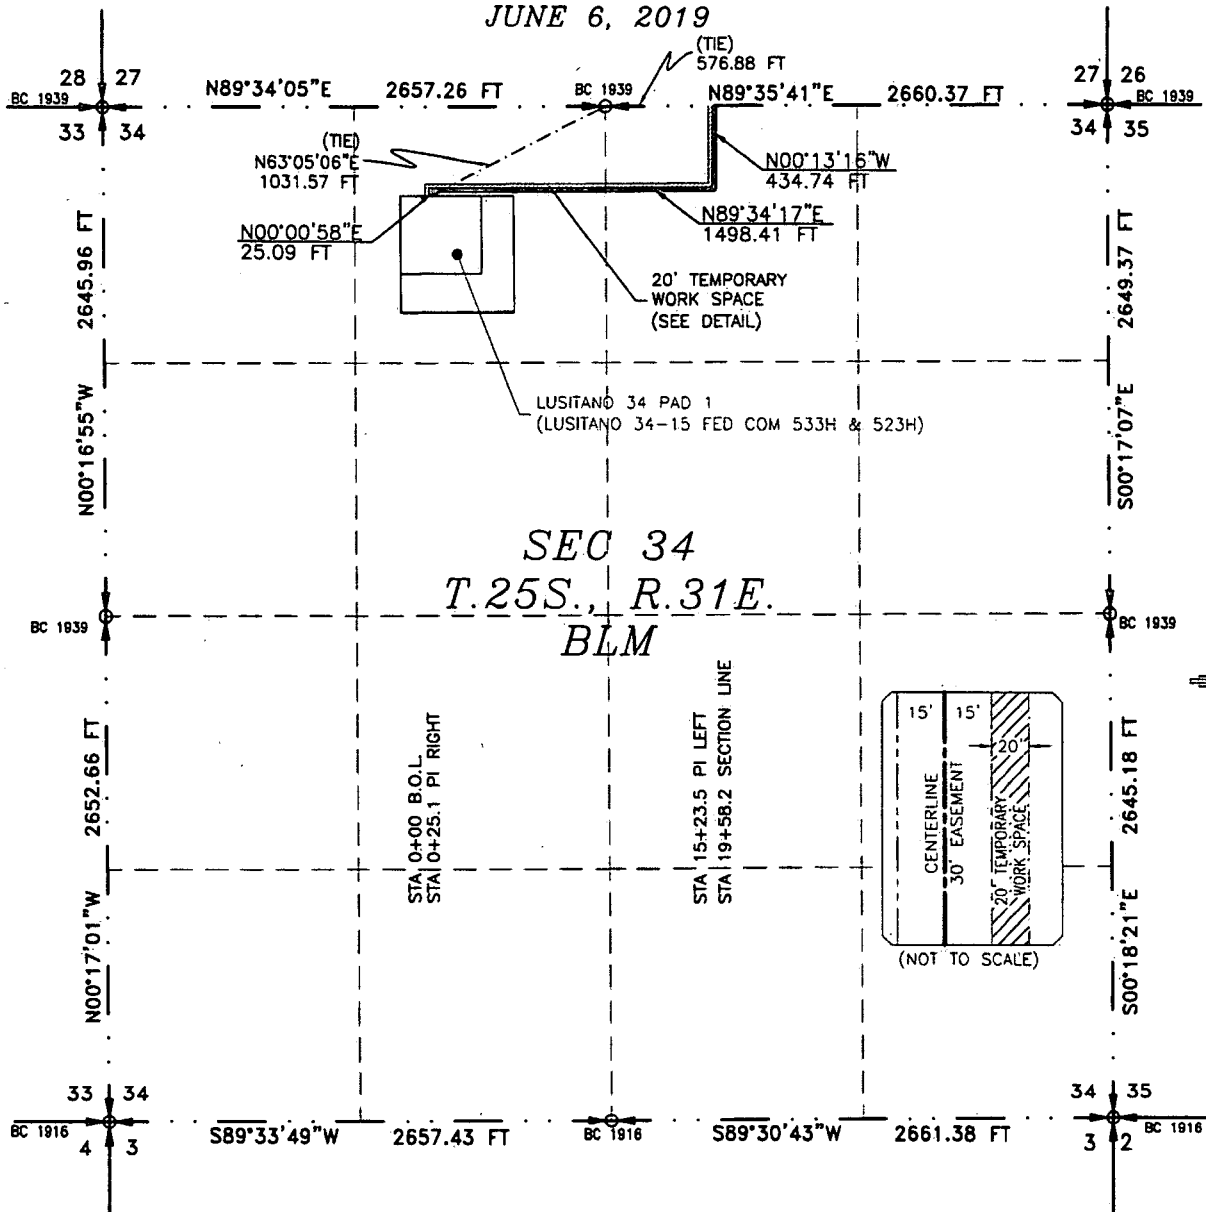 JUNE 6, 2019
(TIE)
576.88 FT
28 27
BC 1939
33 34
N89°34'05"E 2657.26 FT
BC 1939
N89°35'41"E 2660.37 FT
27 26
BC 1939
34 35
(TIE)
N63°05'06"E
1031.57 FT
N00°13'16"W
434.74 FT
N89°34'17"E
1498.41 FT
N00°00'58"E
25.09 FT
20' TEMPORARY
WORK SPACE
(SEE DETAIL)
N00°16'55"W 2645.96 FT
S00°17'07"E 2649.37 FT
LUSITANO 34 PAD 1
(LUSITANO 34-15 FED COM 533H & 523H)
SEC 34
T.25S., R.31E.
BLM
BC 1939
BC 1939
N00°17'01"W 2652.66 FT
STA 0+00 B.O.L.
STA 0+25.1 PI RIGHT
STA 15+23.5 PI LEFT
STA 19+58.2 SECTION LINE
15' 15'
20'
CENTERLINE
30' EASEMENT
20' TEMPORARY
WORK SPACE
(NOT TO SCALE)
S00°18'21"E 2645.18 FT
33 34
BC 1916
4 3
S89°33'49"W 2657.43 FT
BC 1916
S89°30'43"W 2661.38 FT
34 35
BC 1916
3 2